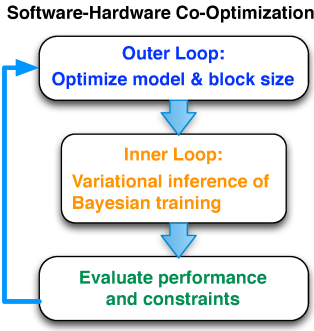 Software-Hardware Co-Optimization
Outer Loop:
Optimize model & block size
Inner Loop:
Variational inference of
Bayesian training
Evaluate performance
and constraints